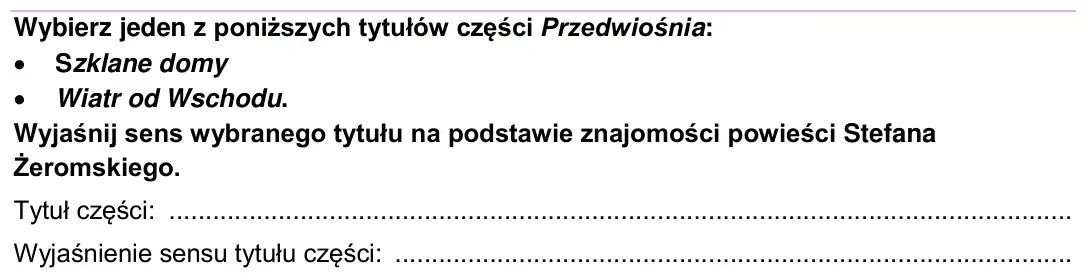 Wybierz jeden z poniższych tytułów części Przedwiośnia:
• Szklane domy
• Wiatr od Wschodu.
Wyjaśnij sens wybranego tytułu na podstawie znajomości powieści Stefana
Żeromskiego.
Tytuł części: ..............................................................................................................................
Wyjaśnienie sensu tytułu części: ..............................................................................................